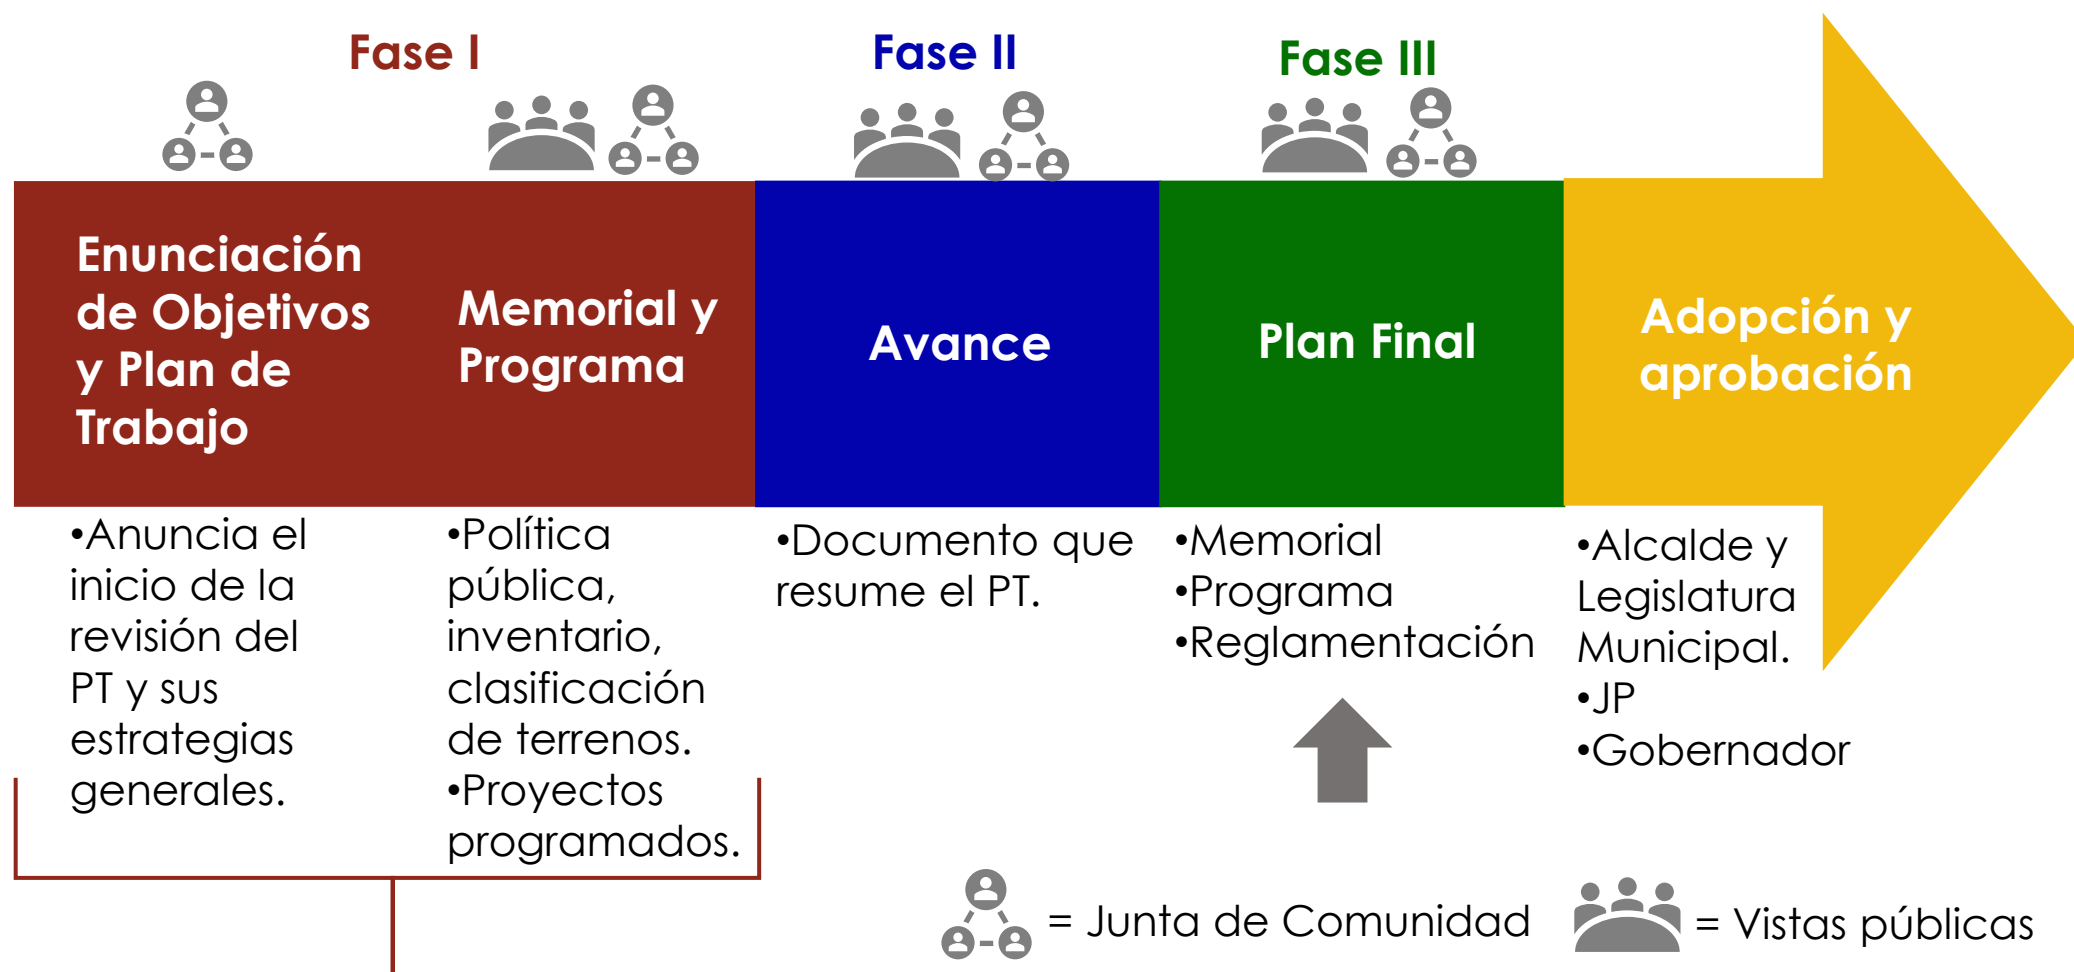 Fase I
Fase II
Fase III
Enunciación
de Objetivos
y Plan de
Trabajo
Memorial y
Programa
Avance
Plan Final
Adopción y
aprobación
•Anuncia el
inicio de la
revisión del
PT y sus
estrategias
generales.
•Política
pública,
inventario,
clasificación
de terrenos.
•Proyectos
programados.
•Documento que
resume el PT.
•Memorial
•Programa
•Reglamentación
•Alcalde y
Legislatura
Municipal.
•JP
•Gobernador
= Junta de Comunidad
= Vistas públicas